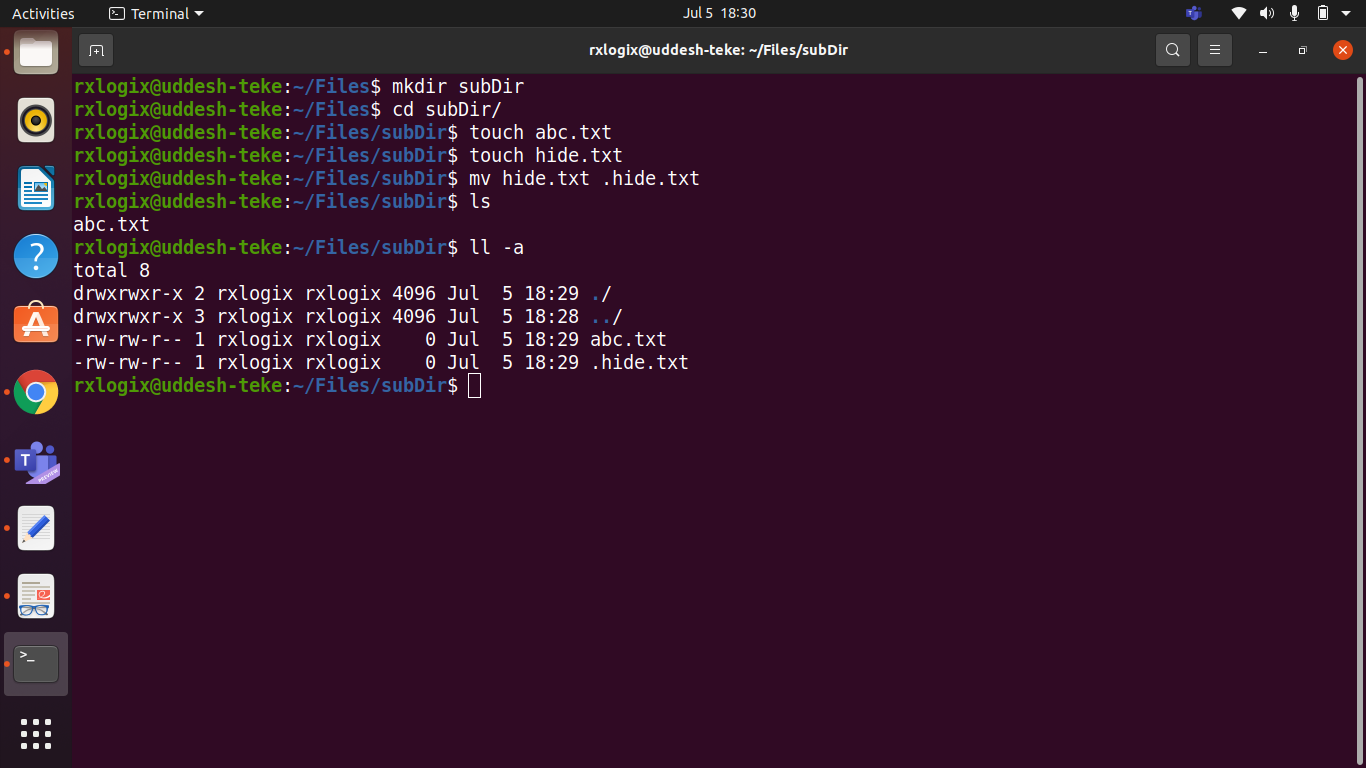 Activities
Terminal
Jul 5 18:30
rxlogix@uddesh-teke: ~/Files/subDir
rxlogix@uddesh-teke:~/Files$ mkdir subDir
rxlogix@uddesh-teke:~/Files$ cd subDir/
rxlogix@uddesh-teke:~/Files/subDir$ touch abc.txt
rxlogix@uddesh-teke:~/Files/subDir$ touch hide.txt
rxlogix@uddesh-teke:~/Files/subDir$ mv hide.txt .hide.txt
rxlogix@uddesh-teke:~/Files/subDir$ ls
abc.txt
rxlogix@uddesh-teke:~/Files/subDir$ ll -a
total 8
drwxrwxr-x 2 rxlogix rxlogix 4096 Jul  5 18:29 ./
drwxrwxr-x 3 rxlogix rxlogix 4096 Jul  5 18:28 ../
-rw-rw-r-- 1 rxlogix rxlogix    0 Jul  5 18:29 abc.txt
-rw-rw-r-- 1 rxlogix rxlogix    0 Jul  5 18:29 .hide.txt
rxlogix@uddesh-teke:~/Files/subDir$
?
T
PREVIEW
>_